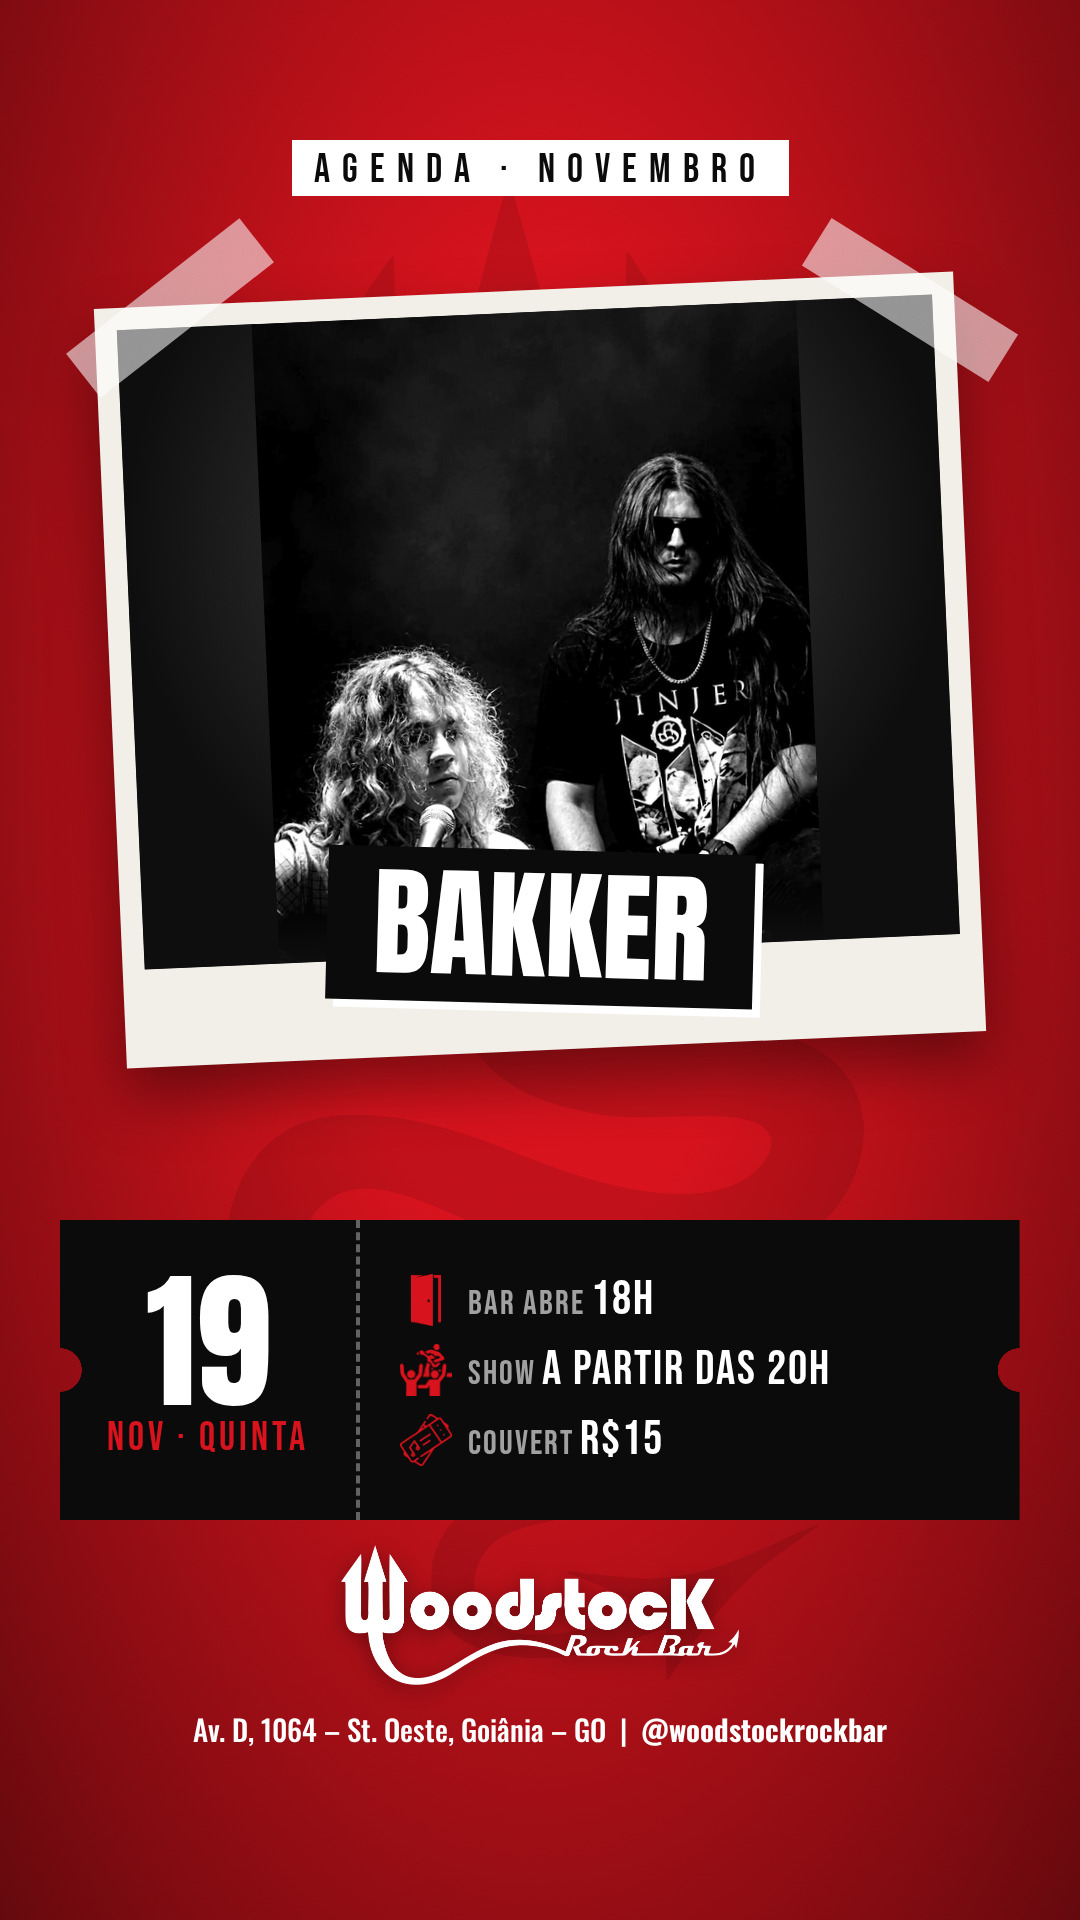 AGENDA · NOVEMBRO
JINJER
BAKKER
19
NOV · QUINTA
BAR ABRE 18H
SHOW A PARTIR DAS 20H
COUVERT R$15
Woodstock
Rock Bar
Av. D, 1064 – St. Oeste, Goiânia – GO | @woodstockrockbar